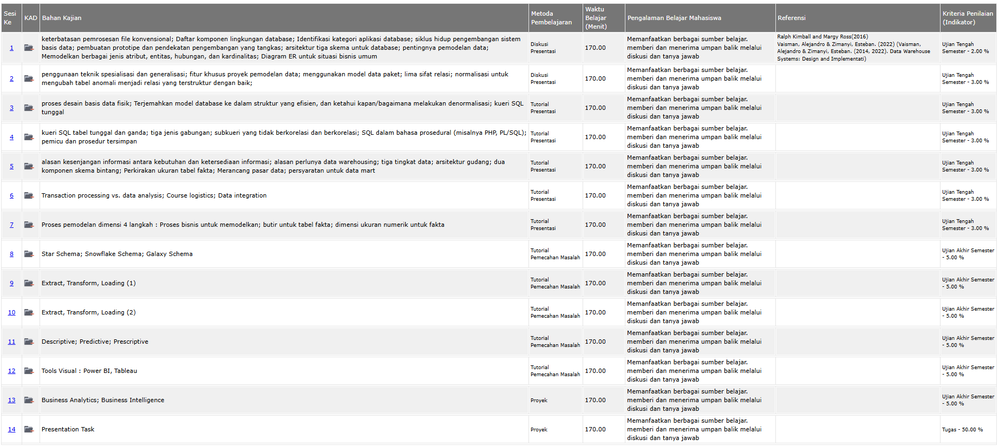 Sesi Ke KAD Bahan Kajian Metoda Pembelajaran Waktu Belajar (Menit) Pengalaman Belajar Mahasiswa Referensi Kriteria Penilaian (Indikator)
1
keterbatasan pemrosesan file konvensional; Daftar komponen lingkungan database; Identifikasi kategori aplikasi database; siklus hidup pengembangan sistem
basis data; pembuatan prototipe dan pendekatan pengembangan yang tangkas; arsitektur tiga skema untuk database; pentingnya pemodelan data;
Memodelkan berbagai jenis atribut, entitas, hubungan, dan kardinalitas; Diagram ER untuk situasi bisnis umum
Diskusi
Presentasi
170.00
Memanfaatkan berbagai sumber belajar.
memberi dan menerima umpan balik melalui
diskusi dan tanya jawab
Ralph Kimball and Margy Ross(2016)
Vaisman, Alejandro & Zimanyi, Esteban. (2022) (Vaisman,
Alejandro & Zimanyi, Esteban. (2014, 2022). Data Warehouse
Systems: Design and Implementati)
Ujian Tengah
Semester - 2.00 %
2
penggunaan teknik spesialisasi dan generalisasi; fitur khusus proyek pemodelan data; menggunakan model data paket; lima sifat relasi; normalisasi untuk
mengubah tabel anomali menjadi relasi yang terstruktur dengan baik;
Diskusi
Presentasi
170.00
Memanfaatkan berbagai sumber belajar.
memberi dan menerima umpan balik melalui
diskusi dan tanya jawab
Ujian Tengah
Semester - 3.00 %
3
proses desain basis data fisik; Terjemahkan model database ke dalam struktur yang efisien, dan ketahui kapan/bagaimana melakukan denormalisasi; kueri SQL
tunggal
Tutorial
Presentasi
170.00
Memanfaatkan berbagai sumber belajar.
memberi dan menerima umpan balik melalui
diskusi dan tanya jawab
Ujian Tengah
Semester - 3.00 %
4
kueri SQL tabel tunggal dan ganda; tiga jenis gabungan; subkueri yang tidak berkorelasi dan berkorelasi; SQL dalam bahasa prosedural (misalnya PHP, PL/SQL);
pemicu dan prosedur tersimpan
Tutorial
Presentasi
170.00
Memanfaatkan berbagai sumber belajar.
memberi dan menerima umpan balik melalui
diskusi dan tanya jawab
Ujian Tengah
Semester - 3.00 %
5
alasan kesenjangan informasi antara kebutuhan dan ketersediaan informasi; alasan perlunya data warehousing; tiga tingkat data; arsitektur gudang; dua
komponen skema bintang; Perkirakan ukuran tabel fakta; Merancang pasar data; persyaratan untuk data mart
Tutorial
Presentasi
170.00
Memanfaatkan berbagai sumber belajar.
memberi dan menerima umpan balik melalui
diskusi dan tanya jawab
Ujian Tengah
Semester - 3.00 %
6
Transaction processing vs. data analysis; Course logistics; Data integration
Tutorial
Presentasi
170.00
Memanfaatkan berbagai sumber belajar.
memberi dan menerima umpan balik melalui
diskusi dan tanya jawab
Ujian Tengah
Semester - 3.00 %
7
Proses pemodelan dimensi 4 langkah : Proses bisnis untuk memodelkan; butir untuk tabel fakta; dimensi ukuran numerik untuk fakta
Tutorial
Presentasi
170.00
Memanfaatkan berbagai sumber belajar.
memberi dan menerima umpan balik melalui
diskusi dan tanya jawab
Ujian Tengah
Semester - 3.00 %
8
Star Schema; Snowflake Schema; Galaxy Schema
Tutorial
Pemecahan Masalah
170.00
Memanfaatkan berbagai sumber belajar.
memberi dan menerima umpan balik melalui
diskusi dan tanya jawab
Ujian Akhir Semester
- 5.00 %
9
Extract, Transform, Loading (1)
Tutorial
Pemecahan Masalah
170.00
Memanfaatkan berbagai sumber belajar.
memberi dan menerima umpan balik melalui
diskusi dan tanya jawab
Ujian Akhir Semester
- 5.00 %
10
Extract, Transform, Loading (2)
Tutorial
Pemecahan Masalah
170.00
Memanfaatkan berbagai sumber belajar.
memberi dan menerima umpan balik melalui
diskusi dan tanya jawab
Ujian Akhir Semester
- 5.00 %
11
Descriptive; Predictive; Prescriptive
Tutorial
Pemecahan Masalah
170.00
Memanfaatkan berbagai sumber belajar.
memberi dan menerima umpan balik melalui
diskusi dan tanya jawab
Ujian Akhir Semester
- 5.00 %
12
Tools Visual : Power BI, Tableau
Tutorial
Pemecahan Masalah
170.00
Memanfaatkan berbagai sumber belajar.
memberi dan menerima umpan balik melalui
diskusi dan tanya jawab
Ujian Akhir Semester
- 5.00 %
13
Business Analytics; Business Intelligence
Proyek
170.00
Memanfaatkan berbagai sumber belajar.
memberi dan menerima umpan balik melalui
diskusi dan tanya jawab
Ujian Akhir Semester
- 5.00 %
14
Presentation Task
Proyek
170.00
Memanfaatkan berbagai sumber belajar.
memberi dan menerima umpan balik melalui
diskusi dan tanya jawab
Tugas - 50.00 %